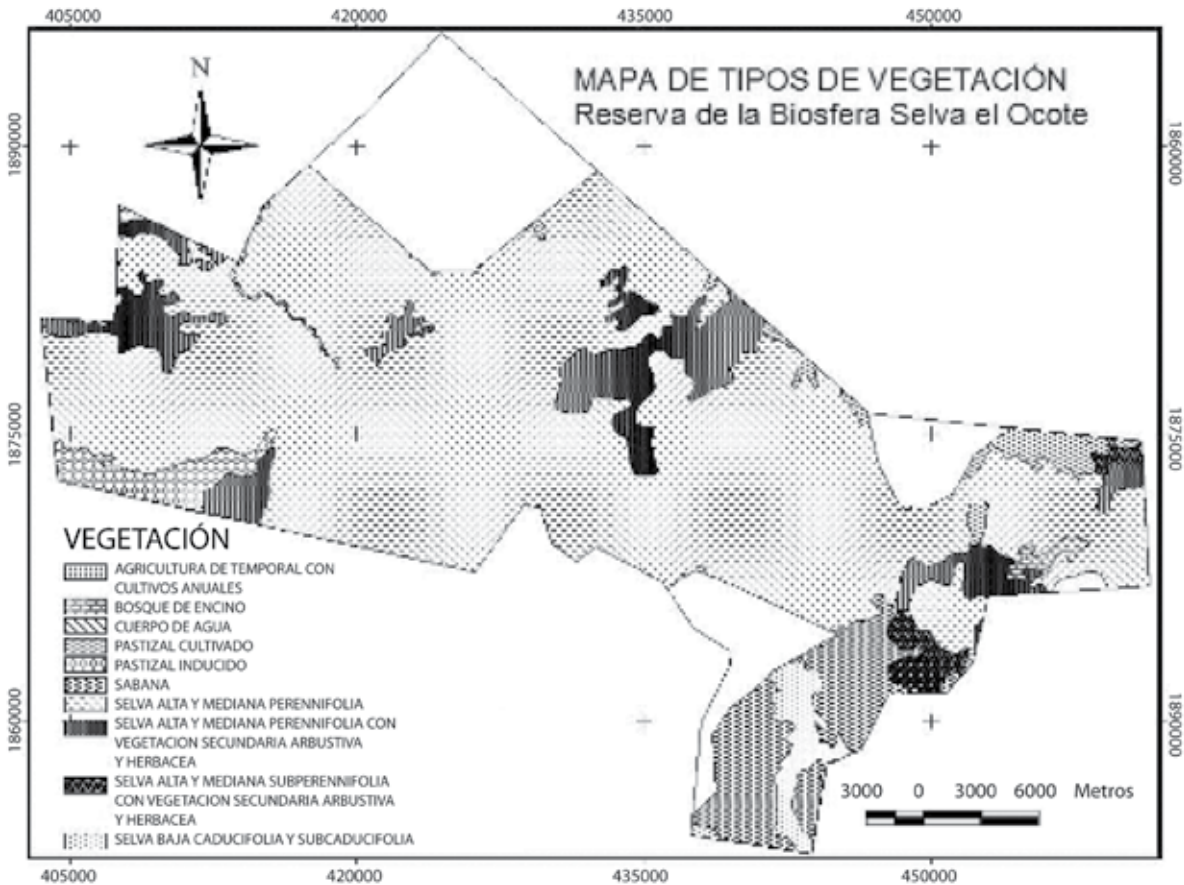 405000 420000 435000 450000
N
MAPA DE TIPOS DE VEGETACIÓN
Reserva de la Biosfera Selva el Ocote
1890000
1860000
1875000
1875000
VEGETACIÓN
AGRICULTURA DE TEMPORAL CON
CULTIVOS ANUALES
BOSQUE DE ENCINO
CUERPO DE AGUA
PASTIZAL CULTIVADO
PASTIZAL INDUCIDO
SABANA
SELVA ALTA Y MEDIANA PERENNIFOLIA
SELVA ALTA Y MEDIANA PERENNIFOLIA CON
VEGETACION SECUNDARIA ARBUSTIVA
Y HERBACEA
SELVA ALTA Y MEDIANA SUBPERENNIFOLIA
CON VEGETACION SECUNDARIA ARBUSTIVA
Y HERBACEA
SELVA BAJA CADUCIFOLIA Y SUBCADUCIFOLIA
1860000
1890000
3000 0 3000 6000 Metros
405000 420000 435000 450000